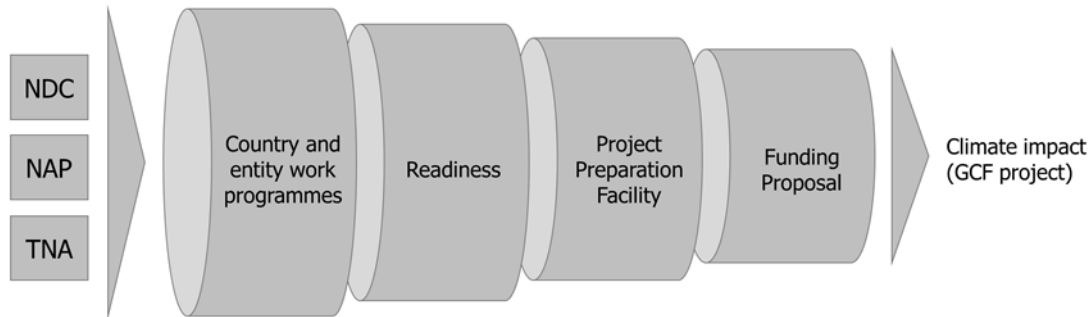 NDC
NAP
TNA
Country and
entity work
programmes
Readiness
Project
Preparation
Facility
Funding
Proposal
Climate impact
(GCF project)